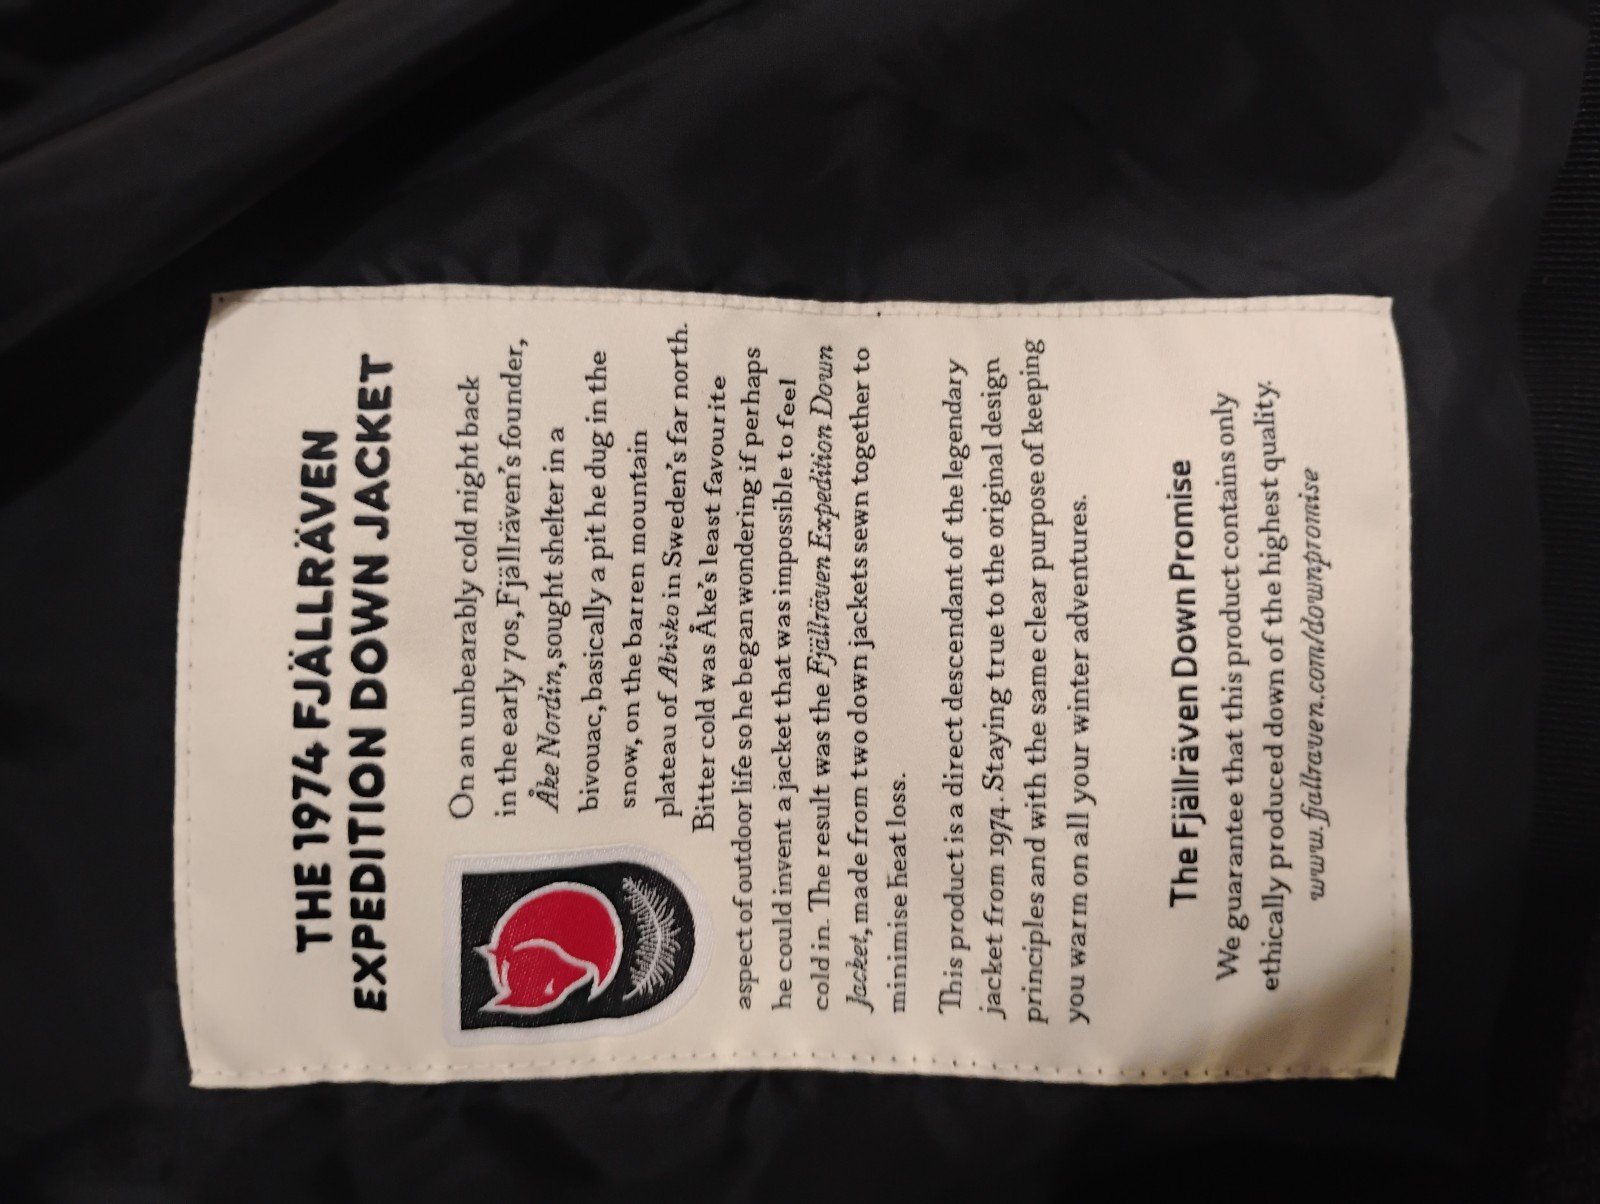 THE 1974 FJÄLLRÄVEN
EXPEDITION DOWN JACKET
On an unbearably cold night back
in the early 70s, Fjällräven's founder,
Åke Nordin, sought shelter in a
bivouac, basically a pit he dug in the
snow, on the barren mountain
plateau of Abisko in Sweden's far north.
Bitter cold was Åke's least favourite
aspect of outdoor life so he began wondering if perhaps
he could invent a jacket that was impossible to feel
cold in. The result was the Fjällräven Expedition Down
Jacket, made from two down jackets sewn together to
minimise heat loss.
This product is a direct descendant of the legendary
jacket from 1974. Staying true to the original design
principles and with the same clear purpose of keeping
you warm on all your winter adventures.
The Fjällräven Down Promise
We guarantee that this product contains only
ethically produced down of the highest quality.
www.fjallraven.com/downpromise